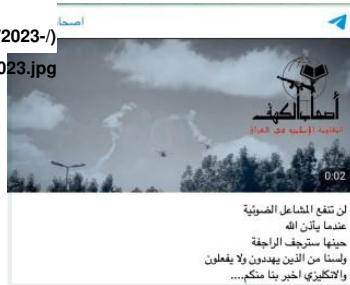 اصحا
2023-/)
023.jpg
أصحاب الكهف
المقاومة الإسلامية في العراق
0:02
لن تنفع المشاعل الضوئية
عندما يأذن الله
حينها سترجف الراجفة
ولسنا من الذين يهددون ولا يفعلون
والانكليزي اخبر بنا منكم....